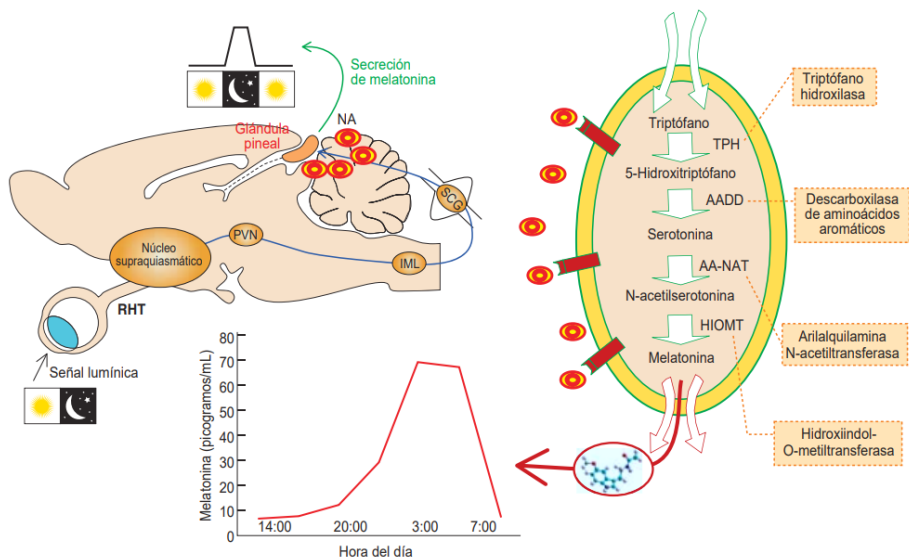 Secreción
de melatonina
Glándula
pineal
NA
SCG
PVN
IML
Núcleo
supraquiasmático
RHT
Señal lumínica
Triptófano
TPH
5-Hidroxitriptófano
AADD
Serotonina
AA-NAT
N-acetilserotonina
HIOMT
Melatonina
Triptófano
hidroxilasa
Descarboxilasa
de aminoácidos
aromáticos
Arilalquilamina
N-acetiltransferasa
Hidroxiindol-
O-metiltransferasa
Melatonina (picogramos/mL)
80
70
60
50
40
30
20
10
0
14:00 20:00 3:00 7:00
Hora del día